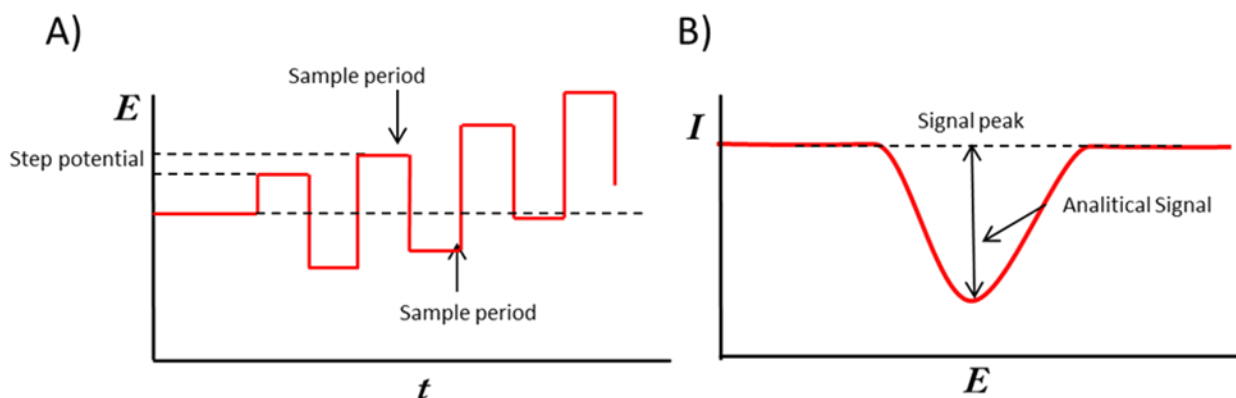 A)
Sample period
E
Step potential
Sample period
t
B)
I
Signal peak
Analitical Signal
E